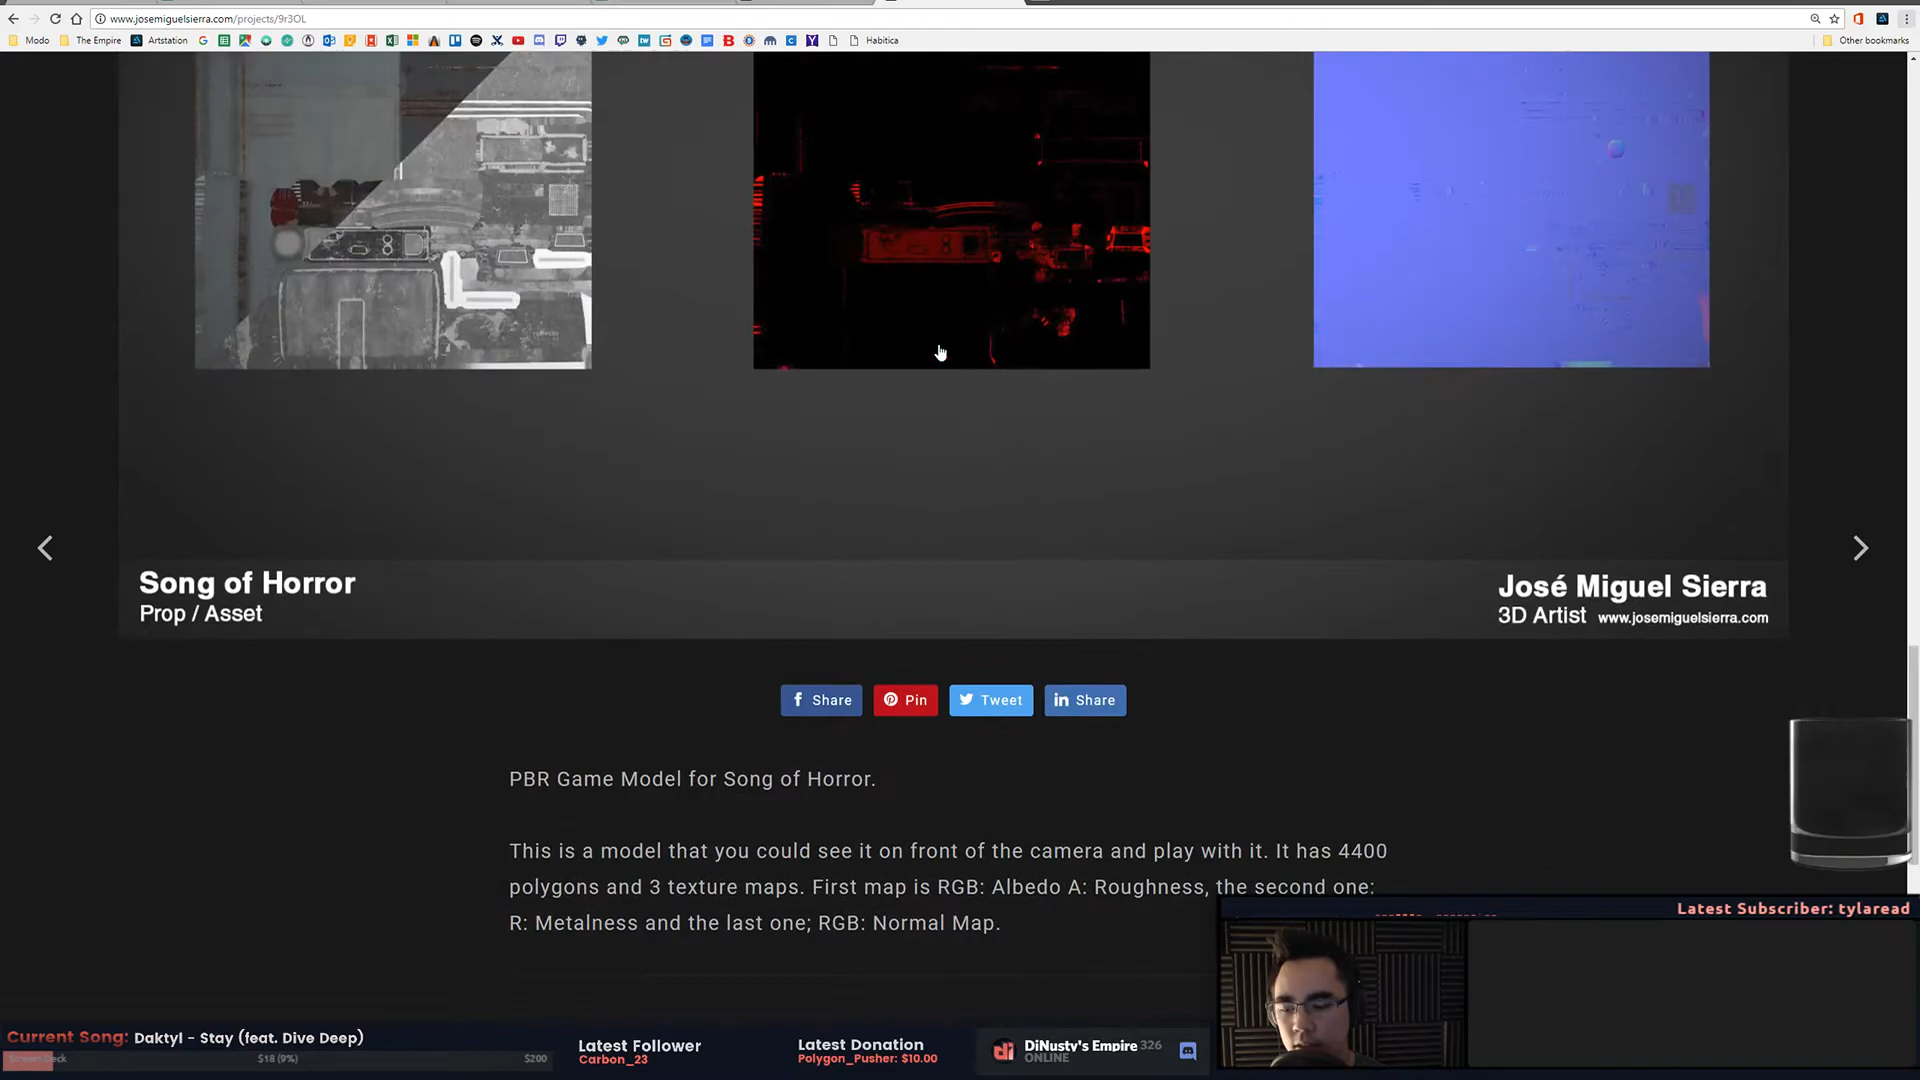 www.josemiguelsierra.com/projects/9r3OL
Modo
The Empire
Artstation
Habitica
Other bookmarks
Song of Horror
Prop / Asset
José Miguel Sierra
3D Artist www.josemiguelsierra.com
Share
Pin
Tweet
Share
PBR Game Model for Song of Horror.
This is a model that you could see it on front of the camera and play with it. It has 4400
polygons and 3 texture maps. First map is RGB: Albedo A: Roughness, the second one:
R: Metalness and the last one; RGB: Normal Map.
Latest Subscriber: tylaread
Current Song: Daktyl - Stay (feat. Dive Deep)
Stream Deck $18 (9%) $200
Latest Follower
Carbon_23
Latest Donation
Polygon_Pusher: $10.00
DiNusty's Empire 326
ONLINE